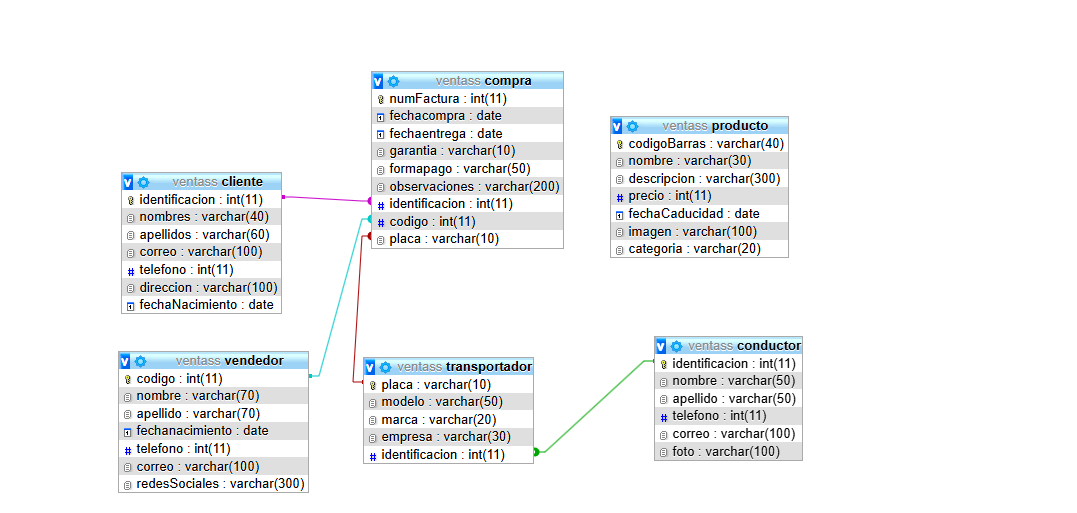 ventass compra
numFactura : int(11)
fechacompra : date
fechaentrega : date
garantia : varchar(10)
formapago : varchar(50)
observaciones : varchar(200)
identificacion : int(11)
codigo : int(11)
placa : varchar(10)
ventass producto
codigoBarras : varchar(40)
nombre : varchar(30)
descripcion : varchar(300)
precio : int(11)
fechaCaducidad : date
imagen : varchar(100)
categoria : varchar(20)
ventass cliente
identificacion : int(11)
nombres : varchar(40)
apellidos : varchar(60)
correo : varchar(100)
telefono : int(11)
direccion : varchar(100)
fechaNacimiento : date
ventass vendedor
codigo : int(11)
nombre : varchar(70)
apellido : varchar(70)
fechanacimiento : date
telefono : int(11)
correo : varchar(100)
redesSociales : varchar(300)
ventass transportador
placa : varchar(10)
modelo : varchar(50)
marca : varchar(20)
empresa : varchar(30)
identificacion : int(11)
ventass conductor
identificacion : int(11)
nombre : varchar(50)
apellido : varchar(50)
telefono : int(11)
correo : varchar(100)
foto : varchar(100)